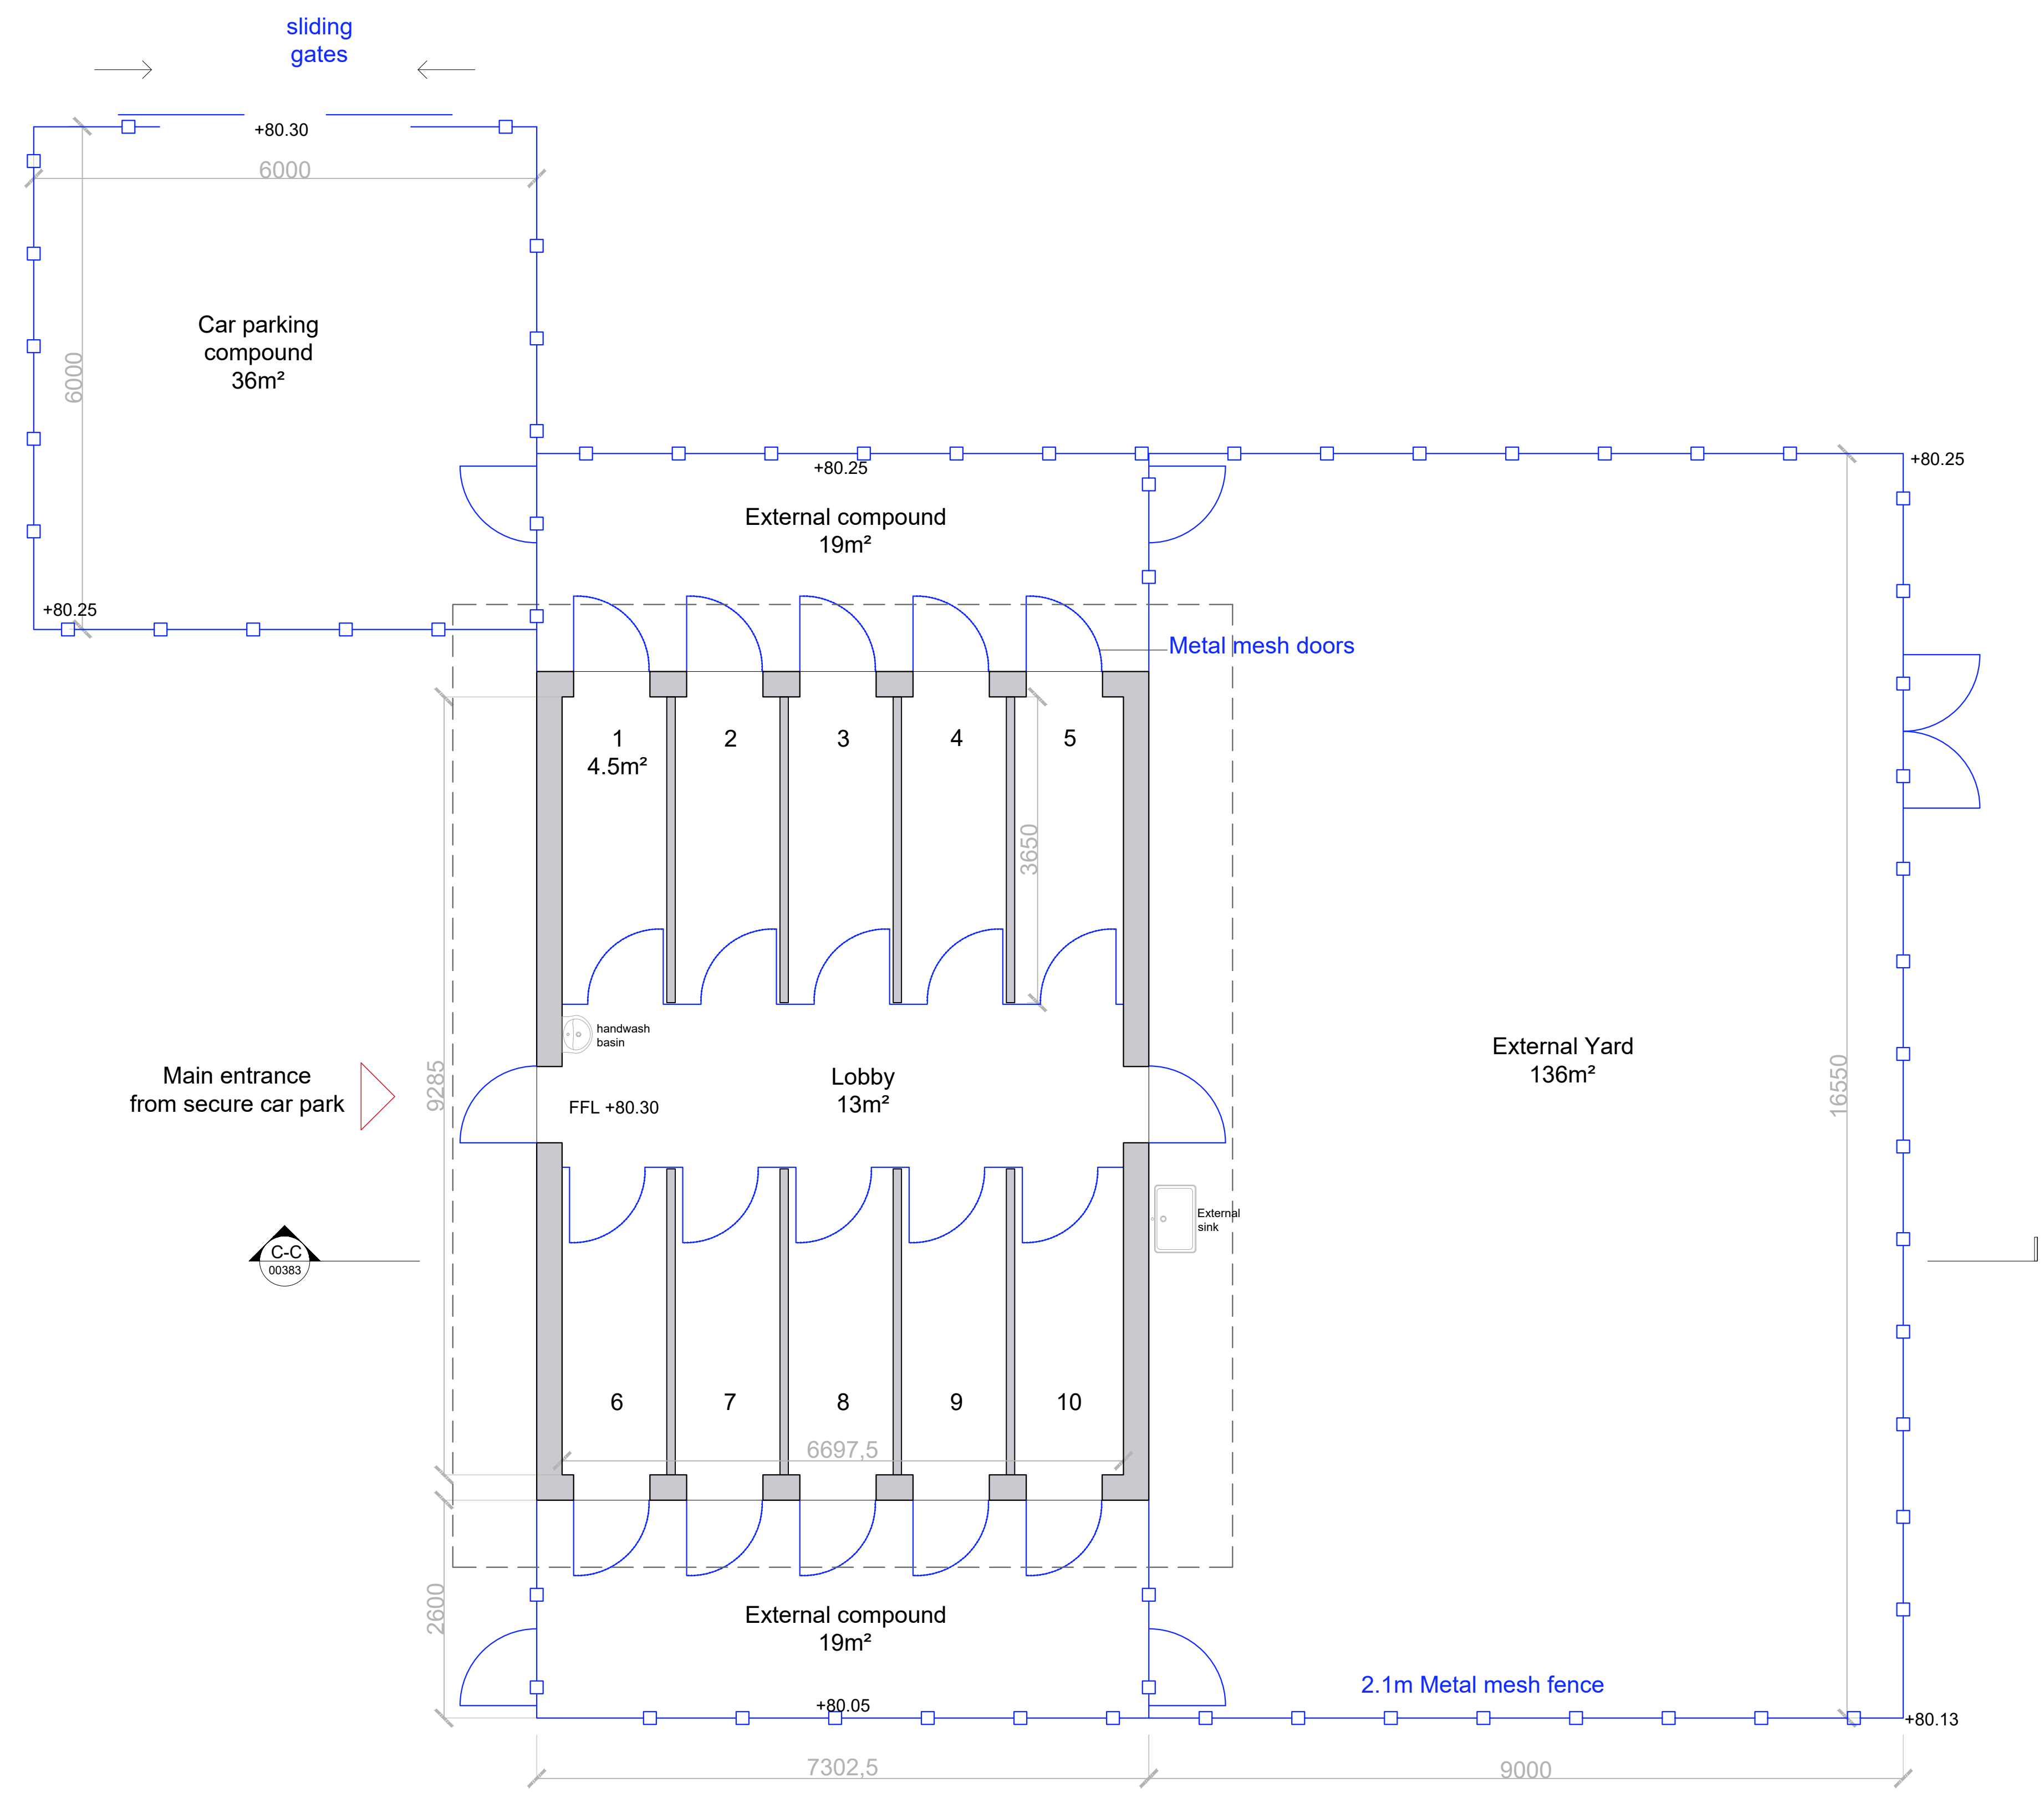 sliding
gates
+80.30
6000
6000
Car parking
compound
36m²
+80.25
+80.25
+80.25
External compound
19m²
Metal mesh doors
1
4.5m²
2
3
4
5
3650
handwash
basin
Main entrance
from secure car park
9285
FFL +80.30
Lobby
13m²
External Yard
136m²
16550
External
sink
C-C
00383
6
7
8
9
10
6697,5
2600
External compound
19m²
+80.05
2.1m Metal mesh fence
+80.13
7302,5
9000